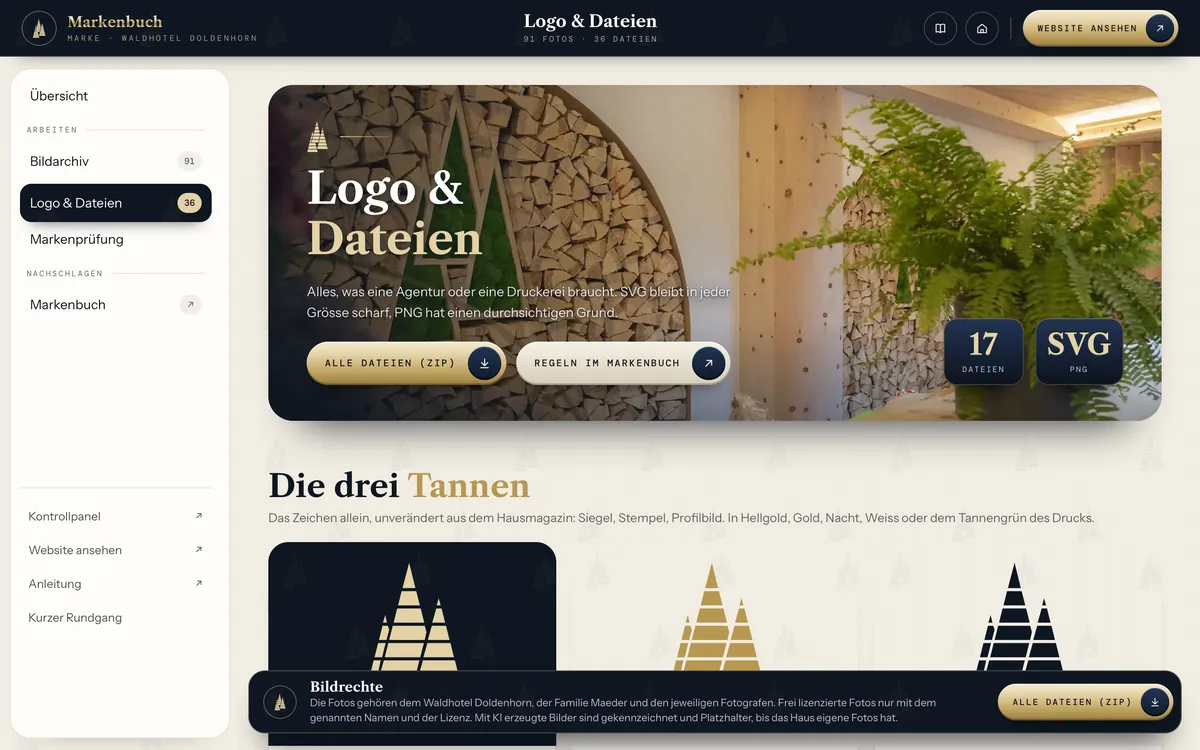 Markenbuch
MARKE · WALDHOTEL DOLDENHORN
Logo & Dateien
91 FOTOS · 36 DATEIEN
WEBSITE ANSEHEN
Übersicht
ARBEITEN
Bildarchiv 91
Logo & Dateien 36
Markenprüfung
NACHSCHLAGEN
Markenbuch
Kontrollpanel
Website ansehen
Anleitung
Kurzer Rundgang
Logo &
Dateien
Alles, was eine Agentur oder eine Druckerei braucht. SVG bleibt in jeder
Grösse scharf, PNG hat einen durchsichtigen Grund.
ALLE DATEIEN (ZIP)
REGELN IM MARKENBUCH
17
DATEIEN
SVG
PNG
Die drei Tannen
Das Zeichen allein, unverändert aus dem Hausmagazin: Siegel, Stempel, Profilbild. In Hellgold, Gold, Nacht, Weiss oder dem Tannengrün des Drucks.
Bildrechte
Die Fotos gehören dem Waldhotel Doldenhorn, der Familie Maeder und den jeweiligen Fotografen. Frei lizenzierte Fotos nur mit dem
genannten Namen und der Lizenz. Mit KI erzeugte Bilder sind gekennzeichnet und Platzhalter, bis das Haus eigene Fotos hat.
ALLE DATEIEN (ZIP)